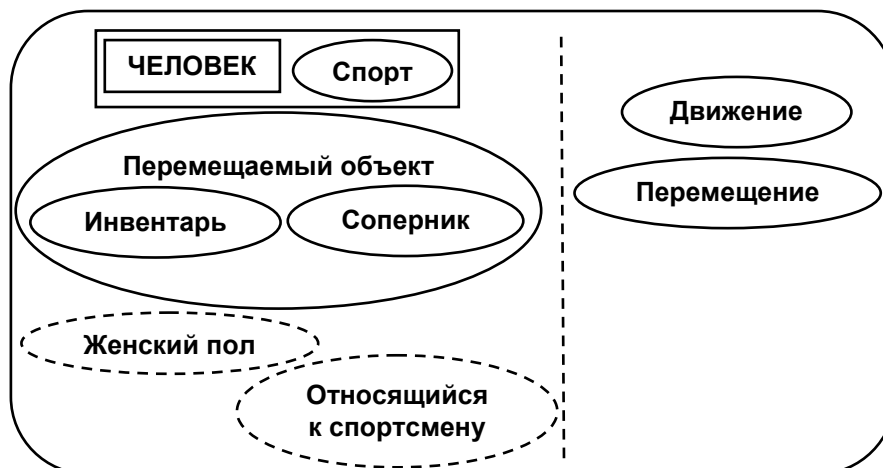 ЧЕЛОВЕК
Спорт
Перемещаемый объект
Инвентарь
Соперник
Женский пол
Относящийся
к спортсмену
Движение
Перемещение